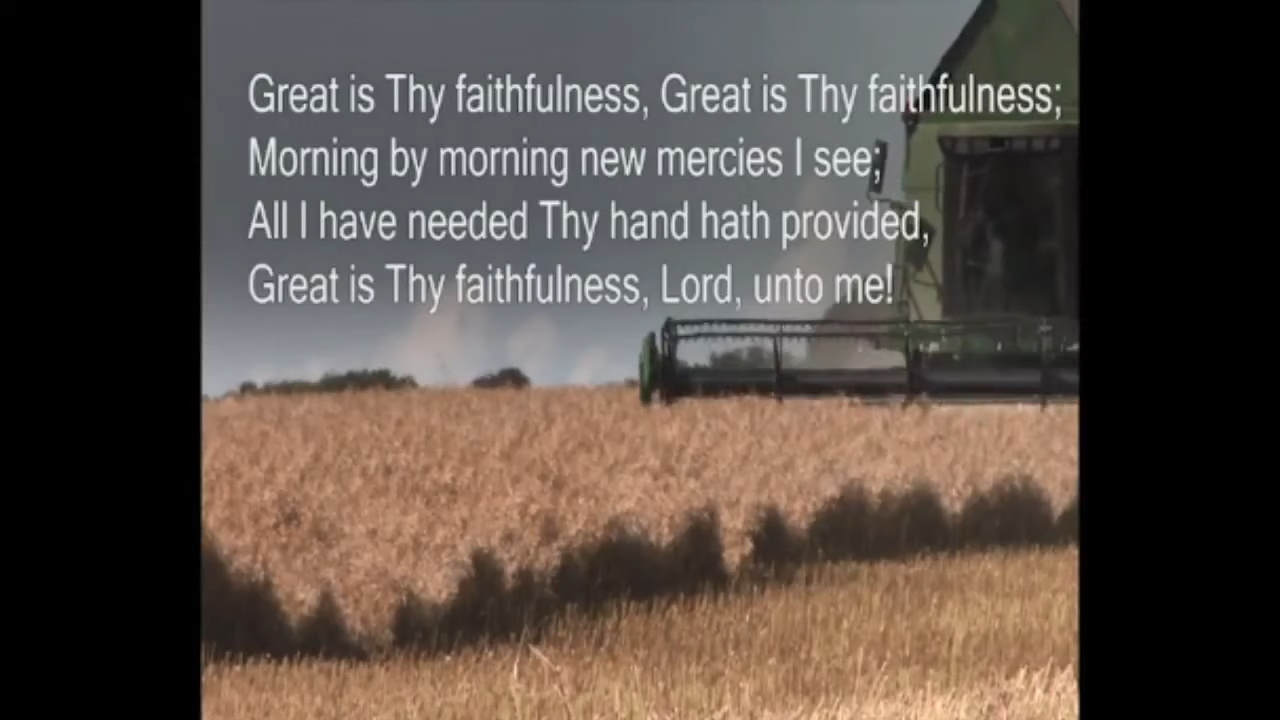 Great is Thy faithfulness, Great is Thy faithfulness;
Morning by morning new mercies I see;
All I have needed Thy hand hath provided,
Great is Thy faithfulness, Lord, unto me!